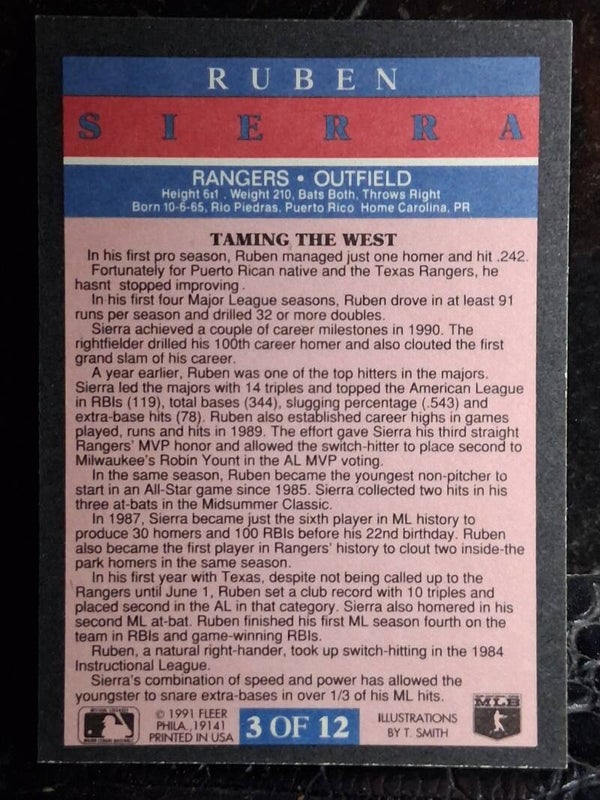 RUBEN
SIERRA
RANGERS • OUTFIELD
Height 6'1 . Weight 210, Bats Both, Throws Right
Born 10-6-65, Rio Piedras, Puerto Rico Home Carolina, PR
TAMING THE WEST
In his first pro season, Ruben managed just one homer and hit .242.
Fortunately for Puerto Rican native and the Texas Rangers, he
hasnt stopped improving.
In his first four Major League seasons, Ruben drove in at least 91
runs per season and drilled 32 or more doubles.
Sierra achieved a couple of career milestones in 1990. The
rightfielder drilled his 100th career homer and also clouted the first
grand slam of his career.
A year earlier, Ruben was one of the top hitters in the majors.
Sierra led the majors with 14 triples and topped the American League
in RBIs (119), total bases (344), slugging percentage (.543) and
extra-base hits (78). Ruben also established career highs in games
played, runs and hits in 1989. The effort gave Sierra his third straight
Rangers' MVP honor and allowed the switch-hitter to place second to
Milwaukee's Robin Yount in the AL MVP voting.
In the same season, Ruben became the youngest non-pitcher to
start in an All-Star game since 1985. Sierra collected two hits in his
three at-bats in the Midsummer Classic.
In 1987, Sierra became just the sixth player in ML history to
produce 30 homers and 100 RBIs before his 22nd birthday. Ruben
also became the first player in Rangers' history to clout two inside-the
park homers in the same season.
In his first year with Texas, despite not being called up to the
Rangers until June 1, Ruben set a club record with 10 triples and
placed second in the AL in that category. Sierra also homered in his
second ML at-bat. Ruben finished his first ML season fourth on the
team in RBIs and game-winning RBIs.
Ruben, a natural right-hander, took up switch-hitting in the 1984
Instructional League.
Sierra's combination of speed and power has allowed the
youngster to snare extra-bases in over 1/3 of his ML hits.
© 1991 FLEER
PHILA., 19141
PRINTED IN USA
3 OF 12
ILLUSTRATIONS
BY T. SMITH
MLB